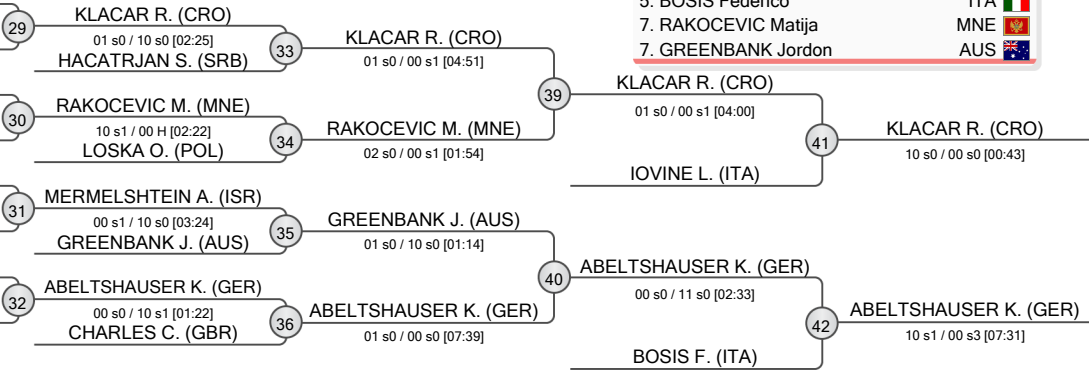 5. BOSIS Federico ITA
7. RAKOCEVIC Matija MNE
7. GREENBANK Jordon AUS
29
KLACAR R. (CRO)
01 s0 / 10 s0 [02:25]
HACATRJAN S. (SRB)
30
RAKOCEVIC M. (MNE)
10 s1 / 00 H [02:22]
LOSKA O. (POL)
31
MERMELSHTEIN A. (ISR)
00 s1 / 10 s0 [03:24]
GREENBANK J. (AUS)
32
ABELTSHAUSER K. (GER)
00 s0 / 10 s1 [01:22]
CHARLES C. (GBR)
33
KLACAR R. (CRO)
01 s0 / 00 s1 [04:51]
34
RAKOCEVIC M. (MNE)
02 s0 / 00 s1 [01:54]
35
GREENBANK J. (AUS)
01 s0 / 10 s0 [01:14]
36
ABELTSHAUSER K. (GER)
01 s0 / 00 s0 [07:39]
39
KLACAR R. (CRO)
01 s0 / 00 s1 [04:00]
IOVINE L. (ITA)
40
ABELTSHAUSER K. (GER)
00 s0 / 11 s0 [02:33]
BOSIS F. (ITA)
41
KLACAR R. (CRO)
10 s0 / 00 s0 [00:43]
42
ABELTSHAUSER K. (GER)
10 s1 / 00 s3 [07:31]